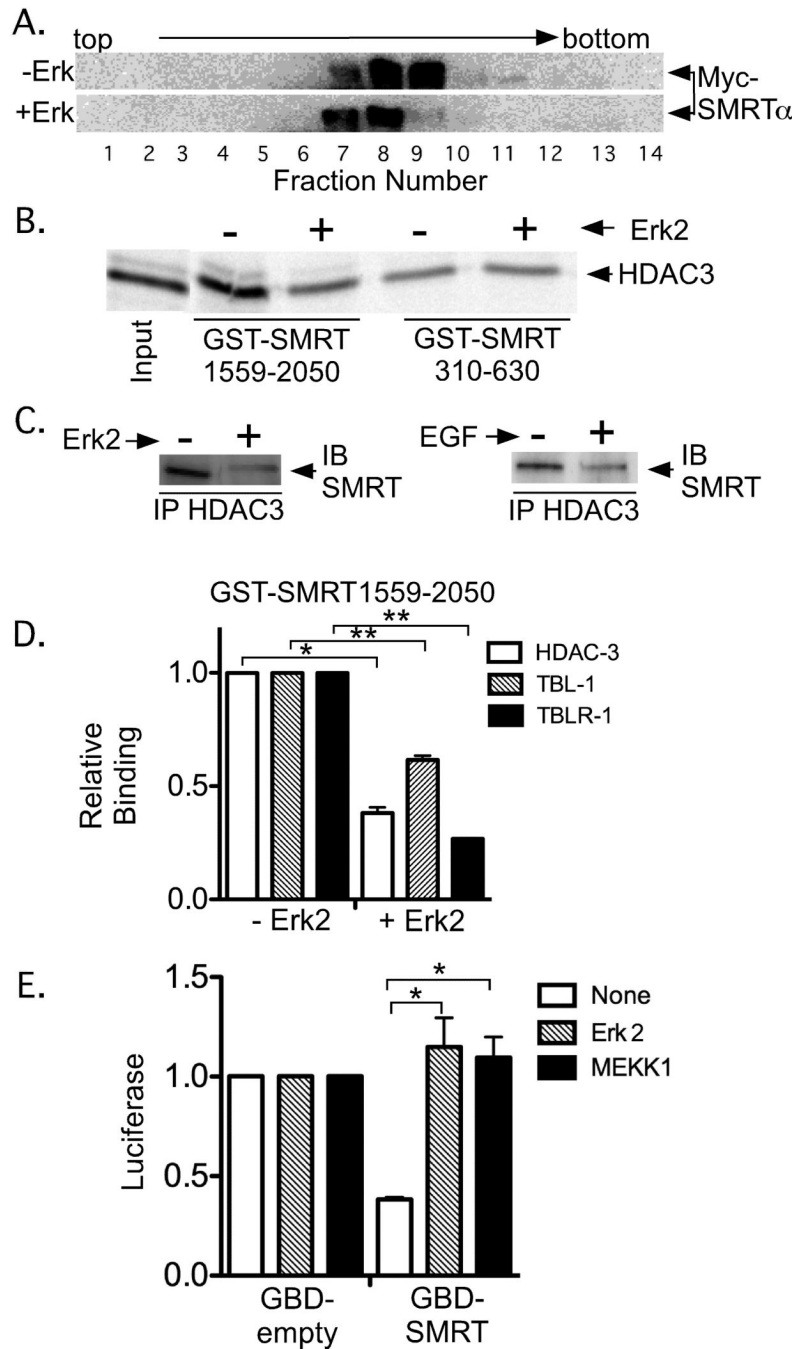 A.
top bottom
-Erk
+Erk
Myc-
SMRTα
1 2 3 4 5 6 7 8 9 10 11 12 13 14
Fraction Number
B.
- + - + Erk2
HDAC3
Input
GST-SMRT
1559-2050
GST-SMRT
310-630
C.
Erk2 - +
IB
SMRT
IP HDAC3
EGF - +
IB
SMRT
IP HDAC3
D.
GST-SMRT1559-2050
**
**
*
HDAC-3
TBL-1
TBLR-1
Relative
Binding
1.0
0.5
0.0
- Erk2 + Erk2
E.
*
*
None
Erk 2
MEKK1
Luciferase
1.5
1.0
0.5
0.0
GBD-
empty
GBD-
SMRT